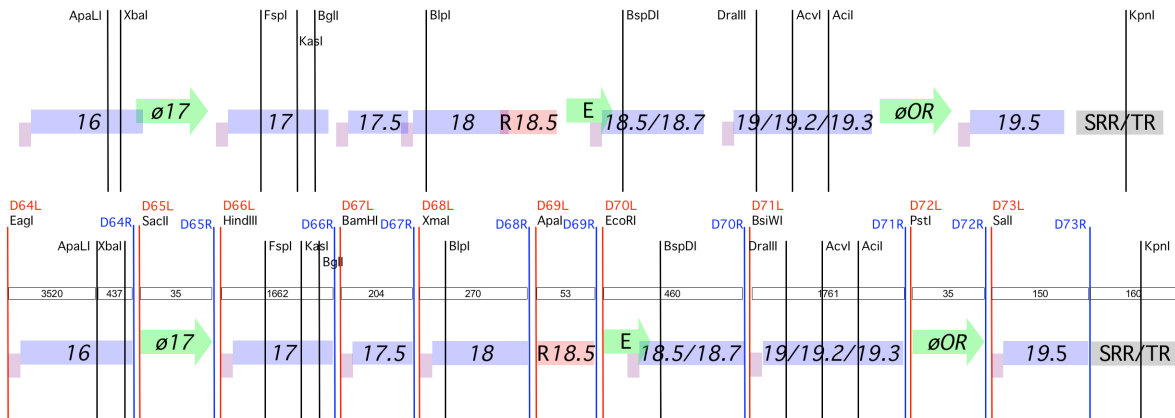 ApaLI XbaI FspI BglI BlpI BspDI DraIII AcvI AciI KpnI
KasI
16 ø17 17 17.5 18 R18.5 E 18.5/18.7 19/19.2/19.3 øOR 19.5 SRR/TR
D64L D65L D66L D67L D68L D69L D70L D71L D72L D73L
EagI D64R SacII D65R HindIII D66R BamHI D67R XmaI D68R ApaI D69R EcoRI D70R BsiWI D71R PstI D72R SalI D73R
ApaLI XbaI FspI KasI BlpI BspDI DraIII AcvI AciI KpnI
BglI
3520 437 35 1662 204 270 53 460 1761 35 150 160
16 ø17 17 17.5 18 R18.5 E 18.5/18.7 19/19.2/19.3 øOR 19.5 SRR/TR